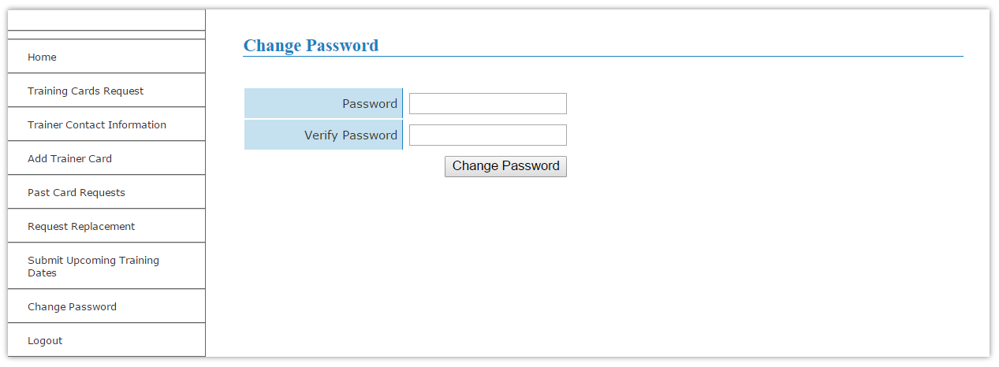 Home
Training Cards Request
Trainer Contact Information
Add Trainer Card
Past Card Requests
Request Replacement
Submit Upcoming Training
Dates
Change Password
Logout
Change Password
Password
Verify Password
Change Password